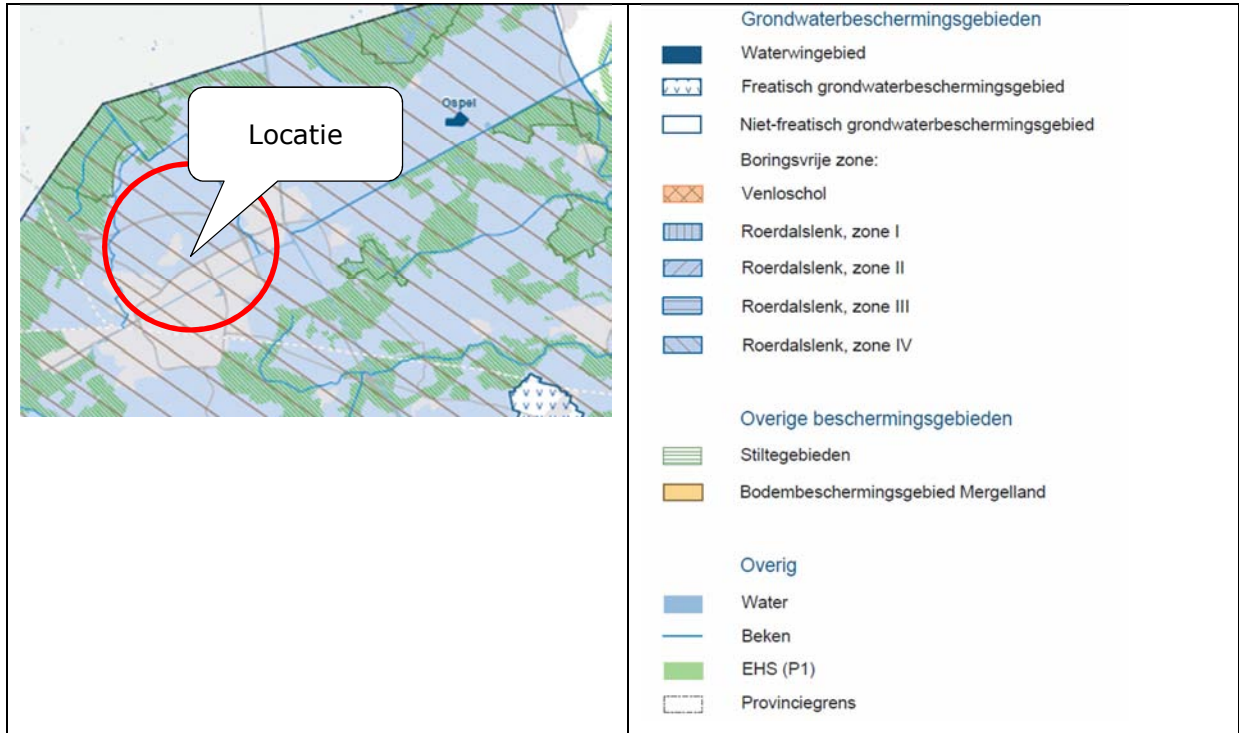 Ospel
Locatie
Grondwaterbeschermingsgebieden
Waterwingebied
Freatisch grondwaterbeschermingsgebied
Niet-freatisch grondwaterbeschermingsgebied
Boringsvrije zone:
Venloschol
Roerdalslenk, zone I
Roerdalslenk, zone II
Roerdalslenk, zone III
Roerdalslenk, zone IV
Overige beschermingsgebieden
Stiltegebieden
Bodembeschermingsgebied Mergelland
Overig
Water
Beken
EHS (P1)
Provinciegrens